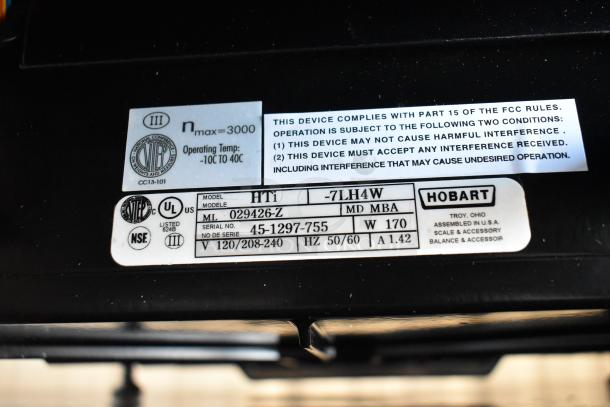 III
nmax=3000
Operating Temp:
-10C TO 40C
CC13-101
THIS DEVICE COMPLIES WITH PART 15 OF THE FCC RULES.
OPERATION IS SUBJECT TO THE FOLLOWING TWO CONDITIONS:
(1) THIS DEVICE MAY NOT CAUSE HARMFUL INTERFERENCE.
(2) THIS DEVICE MUST ACCEPT ANY INTERFERENCE RECEIVED.
INCLUDING INTERFERENCE THAT MAY CAUSE UNDESIRED OPERATION.
C UL US
LISTED
524B
NSF III
MODEL HTi -7LH4W
MODELE
ML 029426-Z MD MBA
SERIAL NO. 45-1297-755 W 170
NO DE SERIE
V 120/208-240 HZ 50/60 A 1.42
HOBART
TROY, OHIO
ASSEMBLED IN U.S.A.
SCALE & ACCESSORY
BALANCE & ACCESSOIR